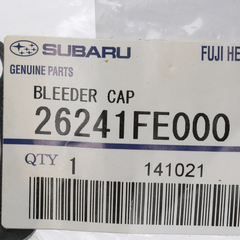 SUBARU FUJI HE
GENUINE PARTS
BLEEDER CAP
26241FE000
QTY 1 141021